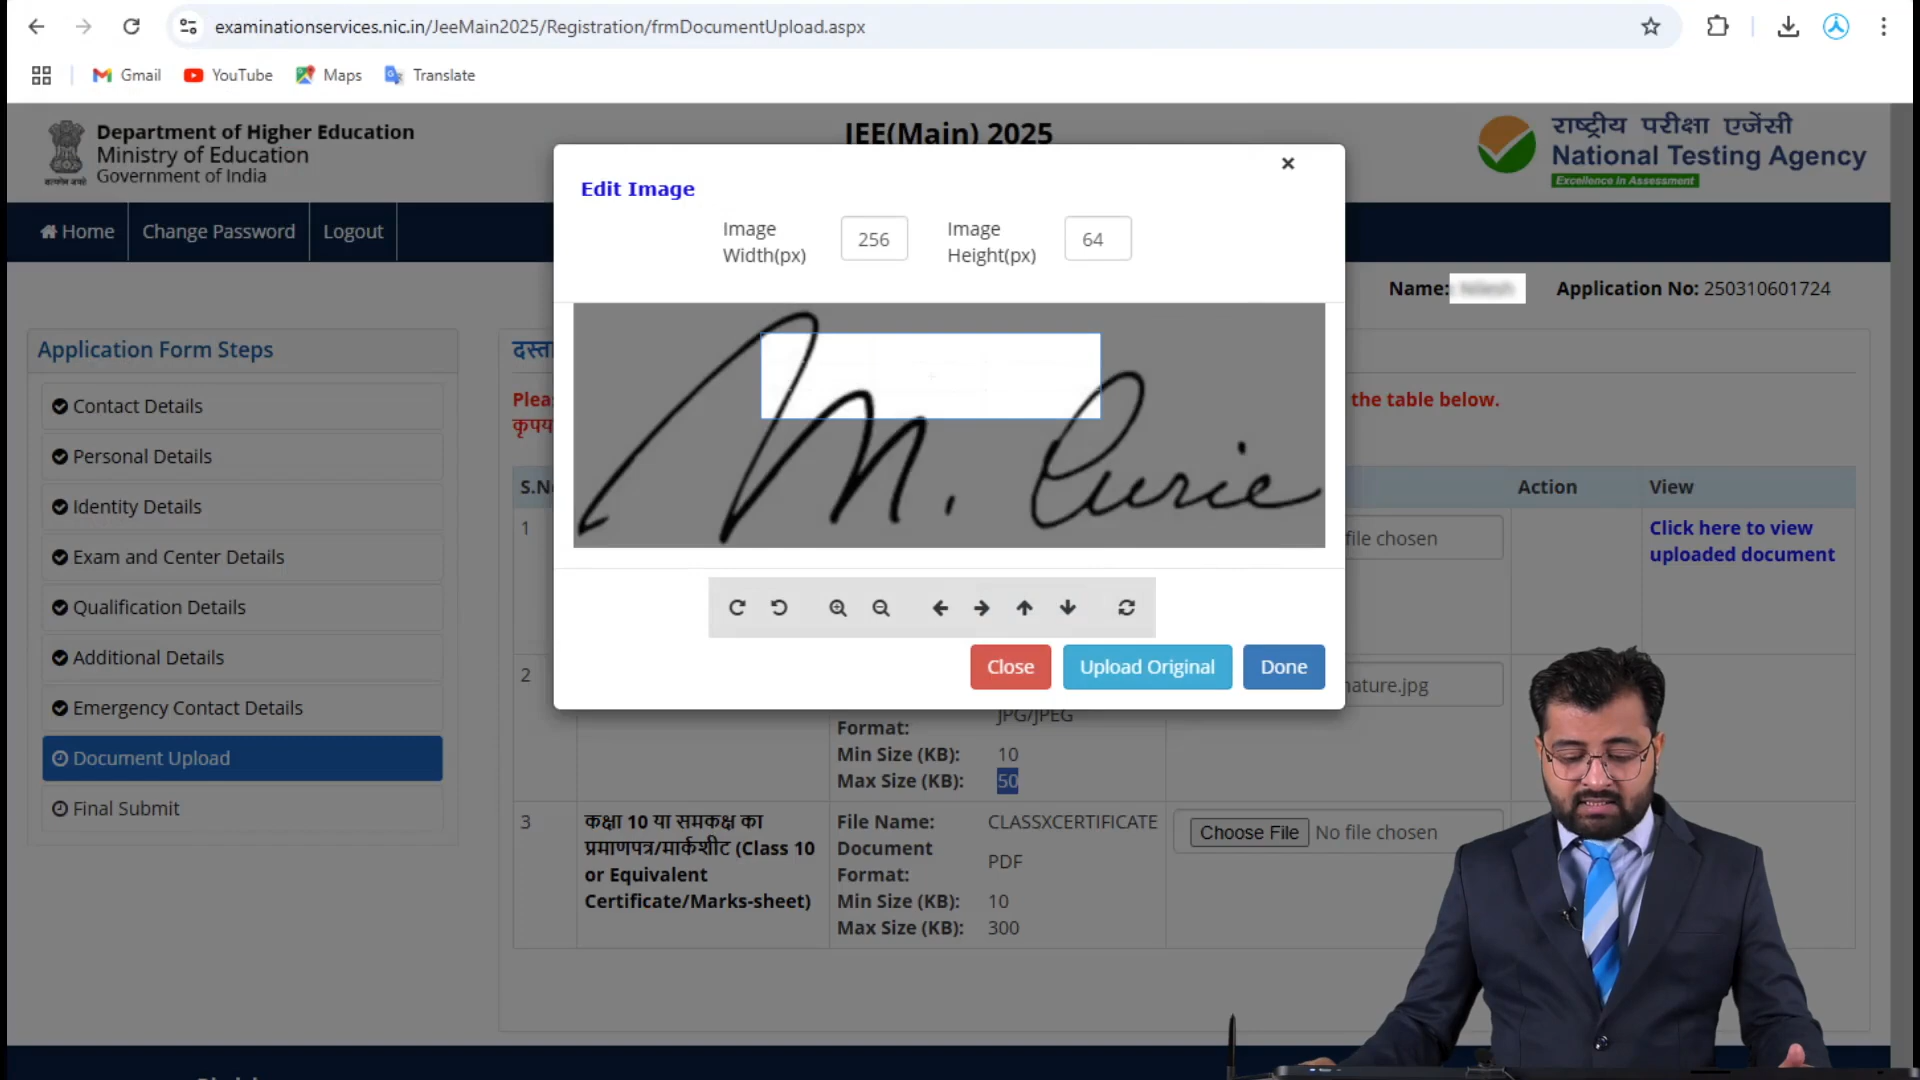 examinationservices.nic.in/JeeMain2025/Registration/frmDocumentUpload.aspx
Gmail YouTube Maps Translate
Department of Higher Education
Ministry of Education
Government of India
JEE(Main) 2025
राष्ट्रीय परीक्षा एजेंसी
National Testing Agency
Excellence in Assessment
Home Change Password Logout
Name: Application No: 250310601724
Edit Image
Image Width(px) 256 Image Height(px) 64
M. Curie
Close Upload Original Done
Application Form Steps
Contact Details
Personal Details
Identity Details
Exam and Center Details
Qualification Details
Additional Details
Emergency Contact Details
Document Upload
Final Submit
the table below.
Action View
1
file chosen
Click here to view
uploaded document
2
JPG/JPEG
Format:
Min Size (KB): 10
Max Size (KB): 50
3
कक्षा 10 या समकक्ष का
प्रमाणपत्र/मार्कशीट (Class 10
or Equivalent
Certificate/Marks-sheet)
File Name: CLASSXCERTIFICATE
Document
Format: PDF
Min Size (KB): 10
Max Size (KB): 300
Choose File No file chosen